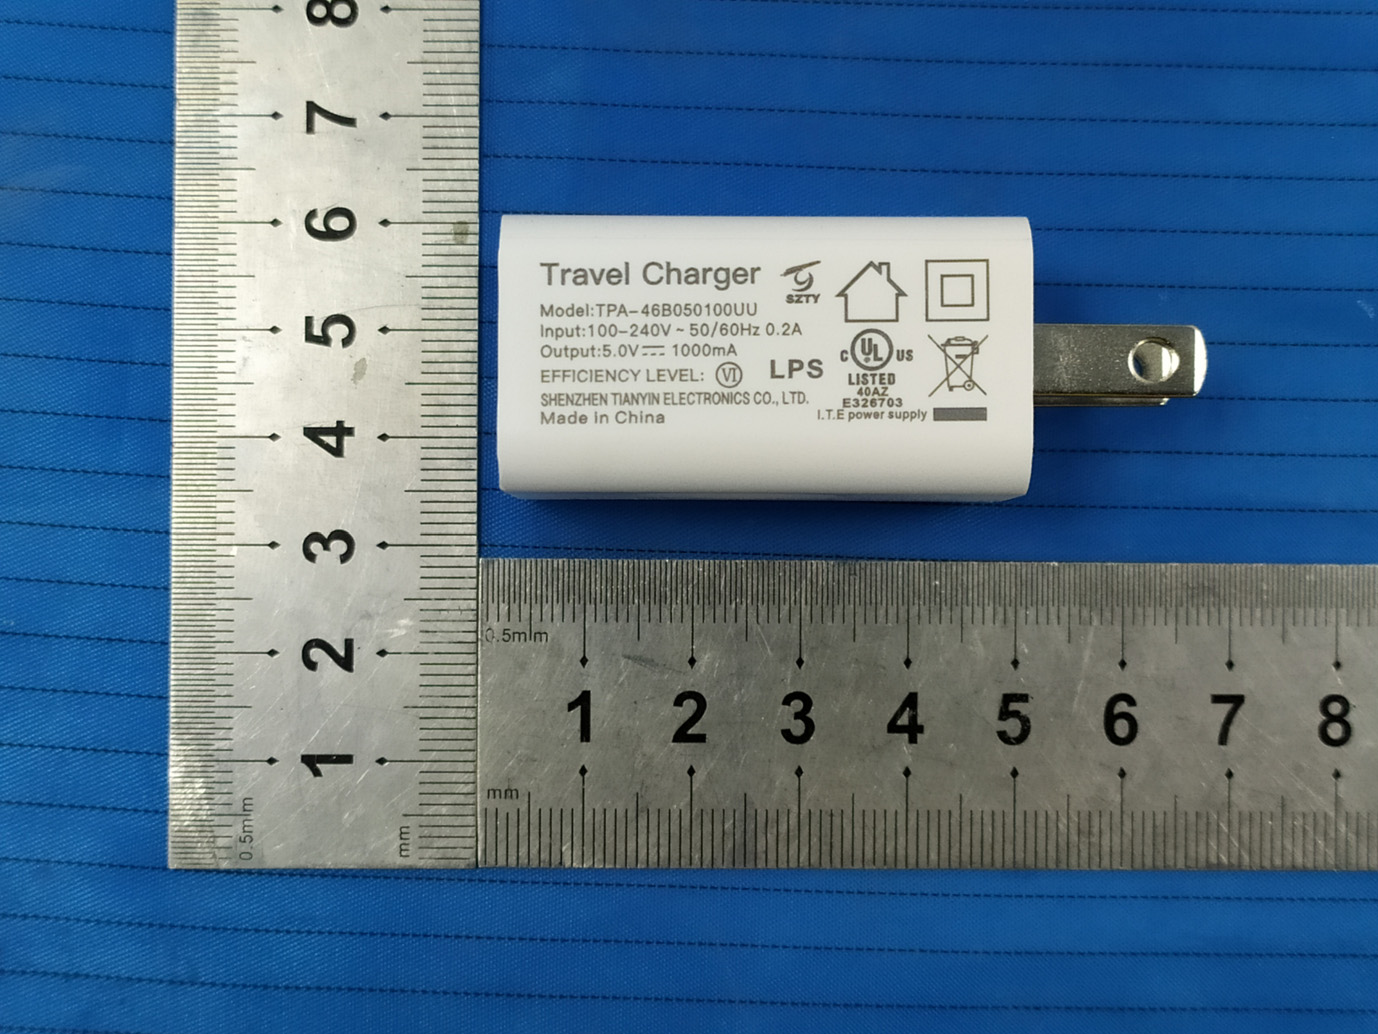 8
7
6
5
4
3
2
1
0.5mm
mm
Travel Charger
SZTY
Model:TPA-46B050100UU
Input:100-240V ~ 50/60Hz 0.2A
Output:5.0V⎓ 1000mA
EFFICIENCY LEVEL: VI
LPS
SHENZHEN TIANYIN ELECTRONICS CO., LTD.
Made in China
C UL US
LISTED
40AZ
E326703
I.T.E power supply
0.5mm
1 2 3 4 5 6 7 8
mm